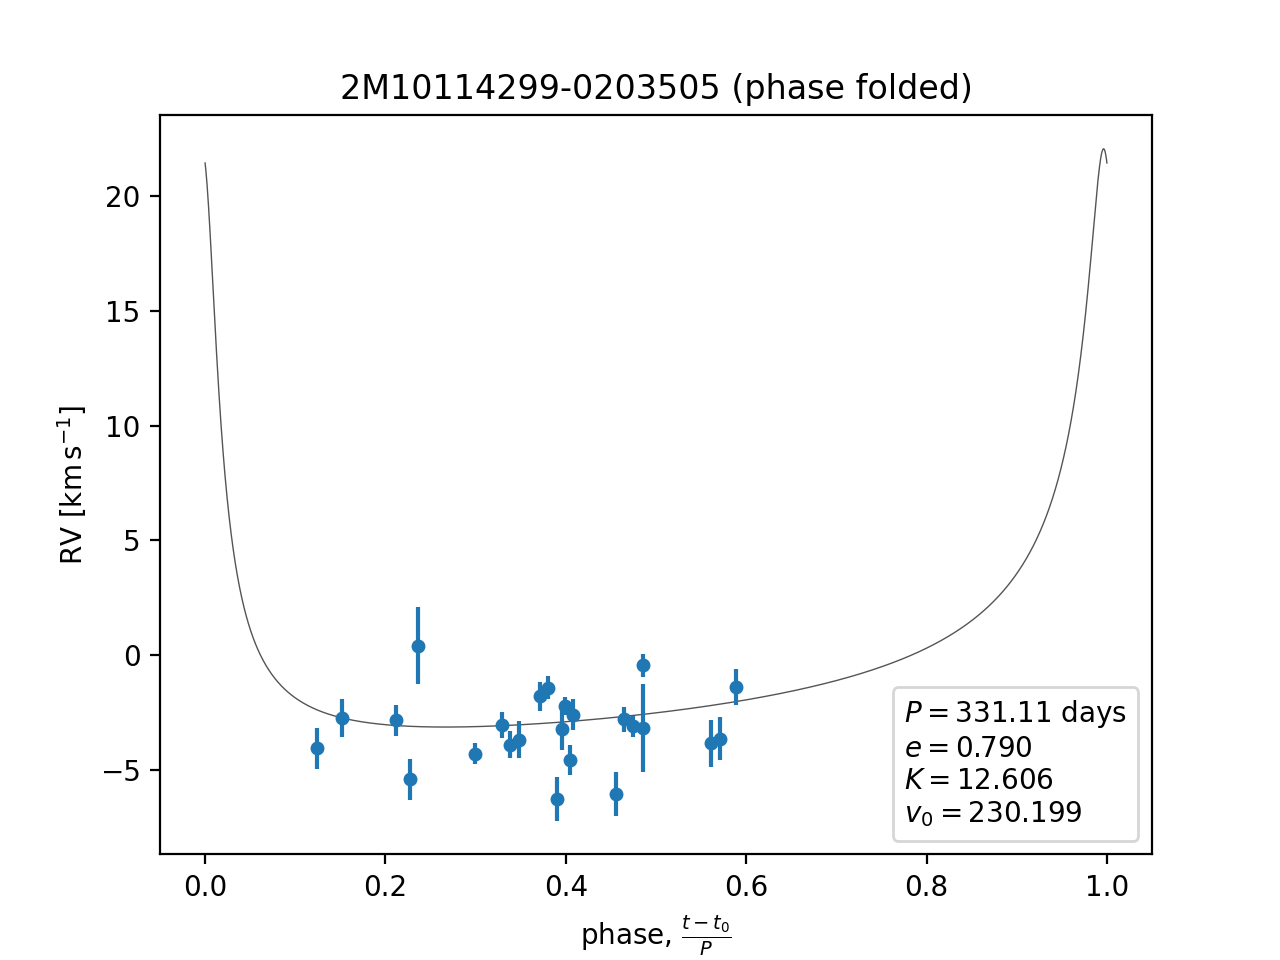 2M10114299-0203505 (phase folded)
RV [km s⁻¹]
20
15
10
5
0
−5
P = 331.11 days
e = 0.790
K = 12.606
v₀ = 230.199
0.0 0.2 0.4 0.6 0.8 1.0
phase, (t − t₀)/P